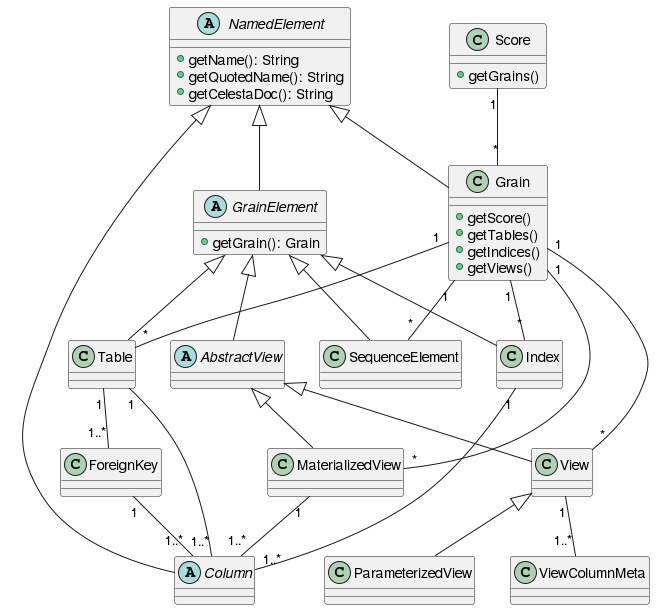 A NamedElement
getName(): String
getQuotedName(): String
getCelestaDoc(): String
C Score
getGrains()
1
*
C Grain
getScore()
getTables()
getIndices()
getViews()
A GrainElement
getGrain(): Grain
1
1
1
1
1
*
*
*
C Table
A AbstractView
C SequenceElement
C Index
1
1
1
1..*
*
*
C ForeignKey
C MaterializedView
C View
1
1
1
1..*
1..*
1..*
1..*
1..*
A Column
C ParameterizedView
C ViewColumnMeta